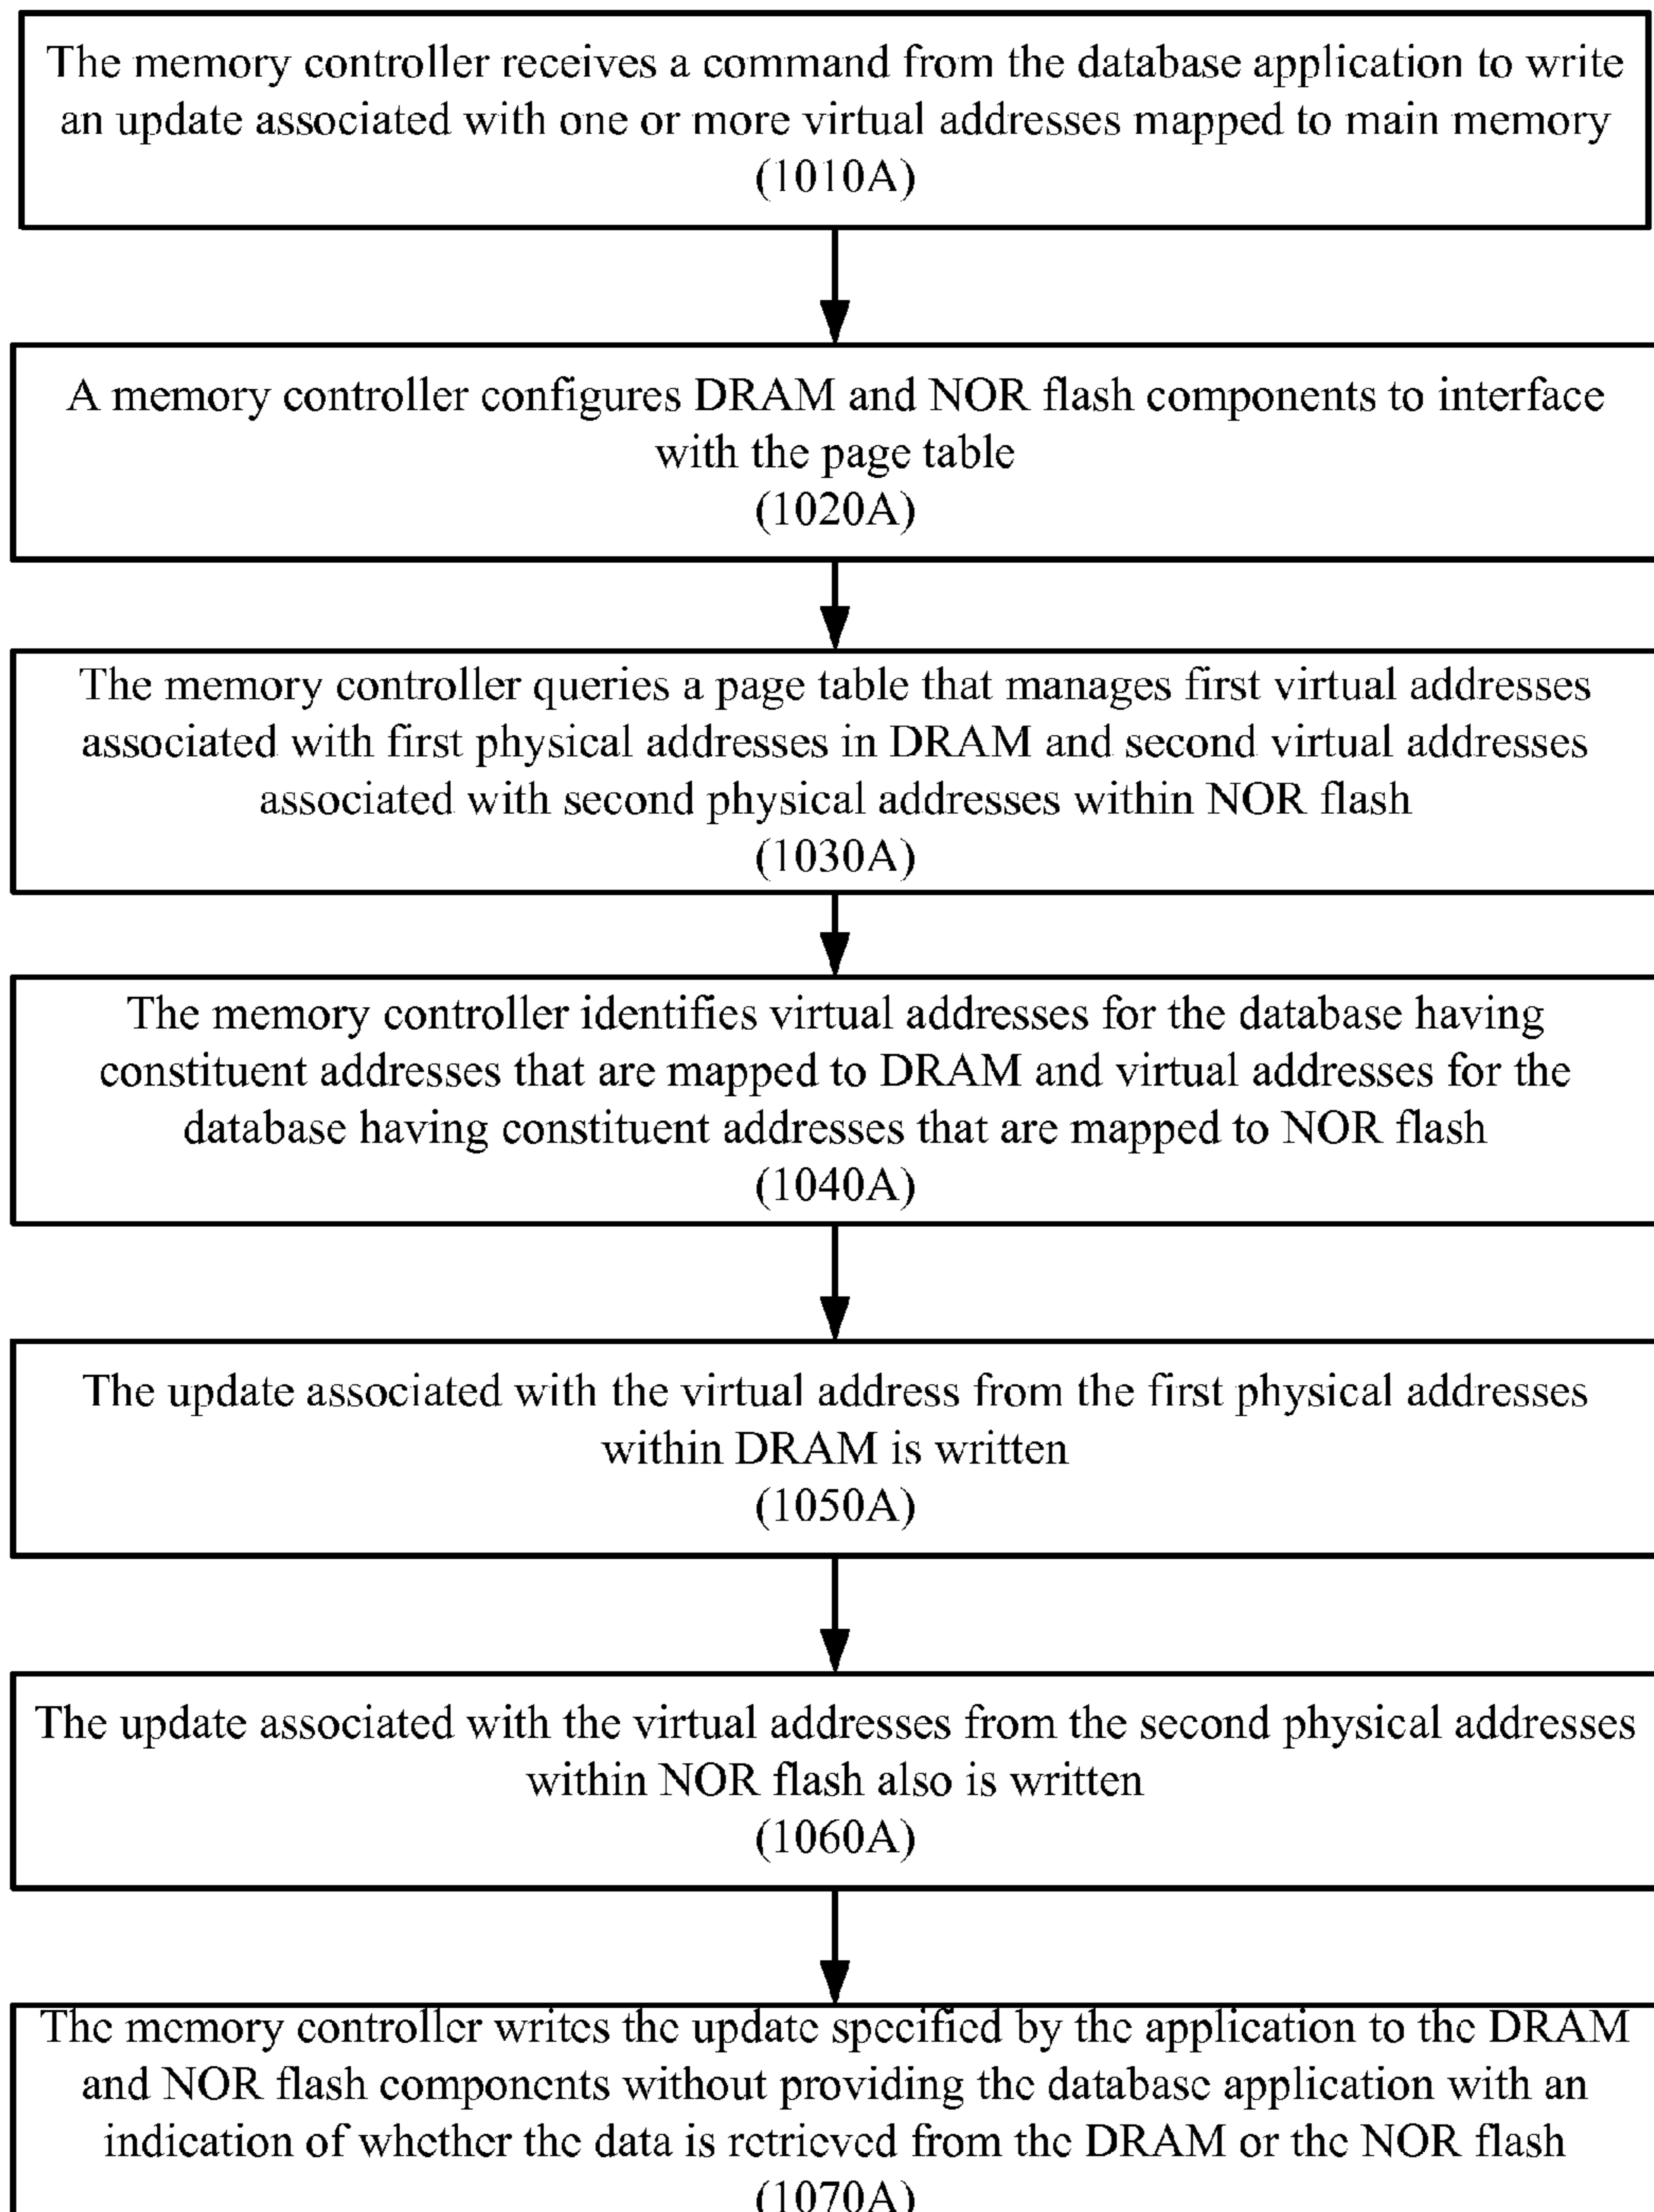 The memory controller receives a command from the database application to write
an update associated with one or more virtual addresses mapped to main memory
(1010A)
A memory controller configures DRAM and NOR flash components to interface
with the page table
(1020A)
The memory controller queries a page table that manages first virtual addresses
associated with first physical addresses in DRAM and second virtual addresses
associated with second physical addresses within NOR flash
(1030A)
The memory controller identifies virtual addresses for the database having
constituent addresses that are mapped to DRAM and virtual addresses for the
database having constituent addresses that are mapped to NOR flash
(1040A)
The update associated with the virtual address from the first physical addresses
within DRAM is written
(1050A)
The update associated with the virtual addresses from the second physical addresses
within NOR flash also is written
(1060A)
The memory controller writes the update specified by the application to the DRAM
and NOR flash components without providing the database application with an
indication of whether the data is retrieved from the DRAM or the NOR flash
(1070A)